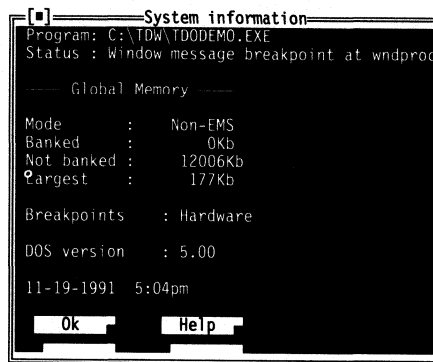 [■] System information
Program: C:\TDW\TDODEMO.EXE
Status : Window message breakpoint at wndproc
Global Memory
Mode : Non-EMS
Banked : 0Kb
Not banked : 12006Kb
Largest : 177Kb
Breakpoints : Hardware
DOS version : 5.00
11-19-1991 5:04pm
Ok Help